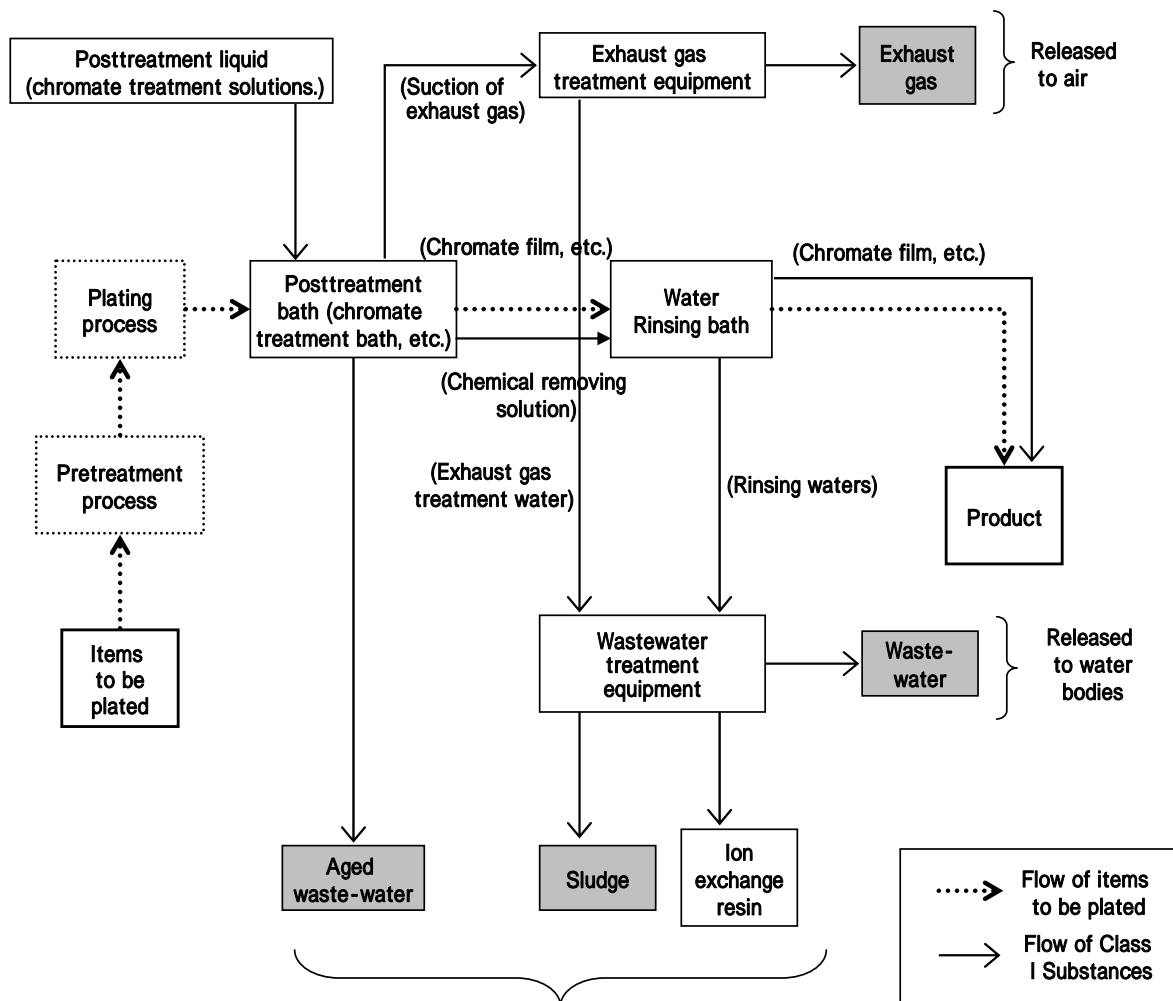 Posttreatment liquid
(chromate treatment solutions.)
Exhaust gas
treatment equipment
Exhaust
gas
Released
to air
(Suction of
exhaust gas)
(Chromate film, etc.)
(Chromate film, etc.)
Plating
process
Posttreatment
bath (chromate
treatment bath, etc.)
Water
Rinsing bath
(Chemical removing
solution)
Pretreatment
process
(Exhaust gas
treatment water)
(Rinsing waters)
Product
Items
to be
plated
Wastewater
treatment
equipment
Waste-
water
Released
to water
bodies
Aged
waste-water
Sludge
Ion
exchange
resin
Flow of items
to be plated
Flow of Class
I Substances